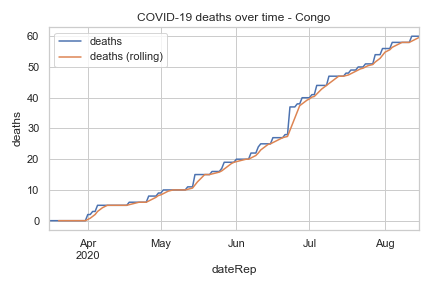 COVID-19 deaths over time - Congo
deaths
deaths (rolling)
deaths
60
50
40
30
20
10
0
Apr
2020
May
Jun
Jul
Aug
dateRep